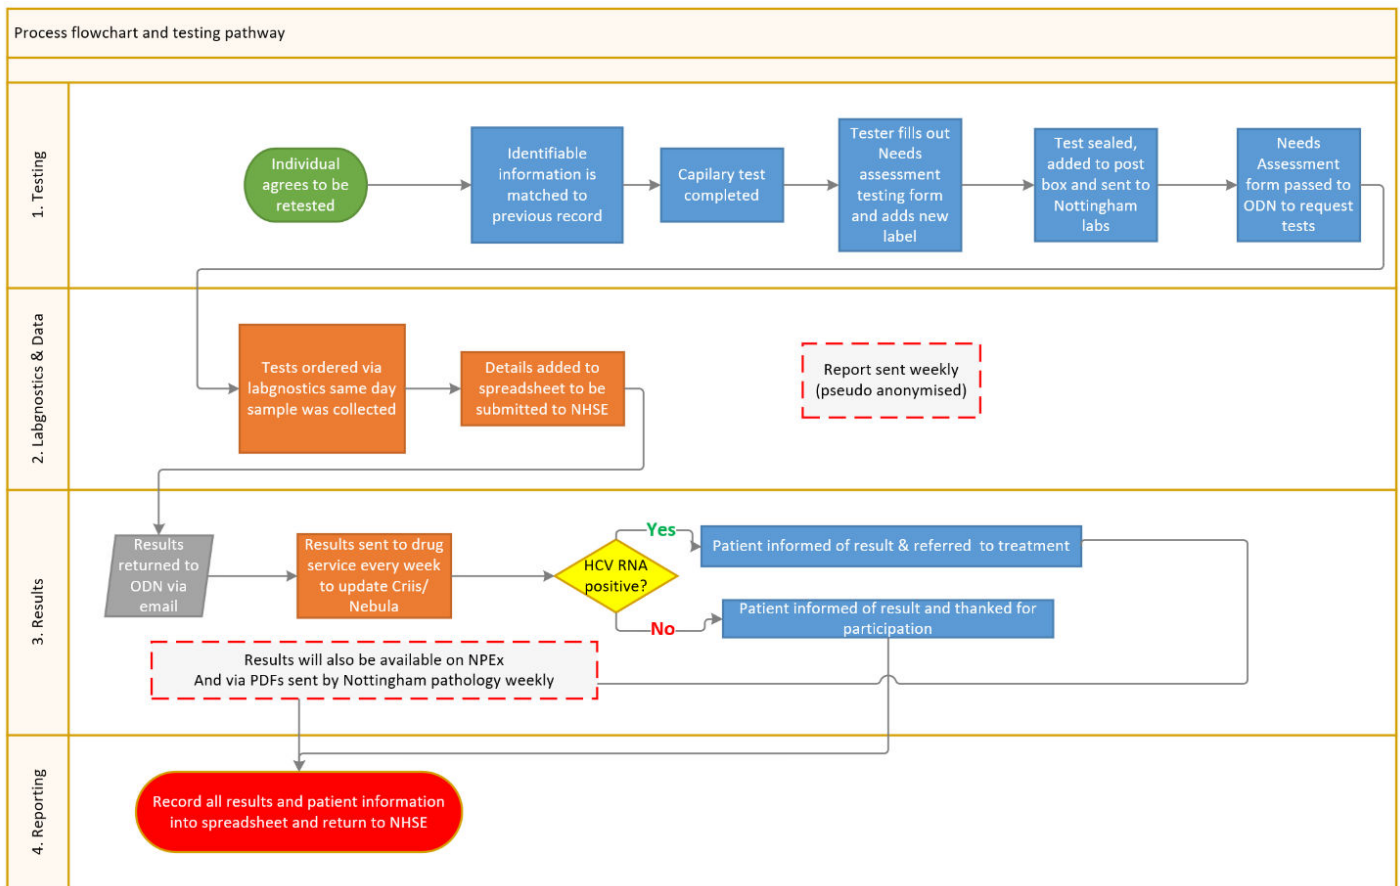 Process flowchart and testing pathway
1. Testing
Individual
agrees to be
retested
Identifiable
information is
matched to
previous record
Capilary test
completed
Tester fills out
Needs
assessment
testing form
and adds new
label
Test sealed,
added to post
box and sent to
Nottingham
labs
Needs
Assessment
form passed to
ODN to request
tests
2. Labgnostics & Data
Tests ordered via
labgnostics same day
sample was collected
Details added to
spreadsheet to be
submitted to NHSE
Report sent weekly
(pseudo anonymised)
3. Results
Results
returned to
ODN via
email
Results sent to drug
service every week
to update Criis/
Nebula
HCV RNA
positive?
Yes
Patient informed of result & referred to treatment
No
Patient informed of result and thanked for
participation
Results will also be available on NPEx
And via PDFs sent by Nottingham pathology weekly
4. Reporting
Record all results and patient information
into spreadsheet and return to NHSE